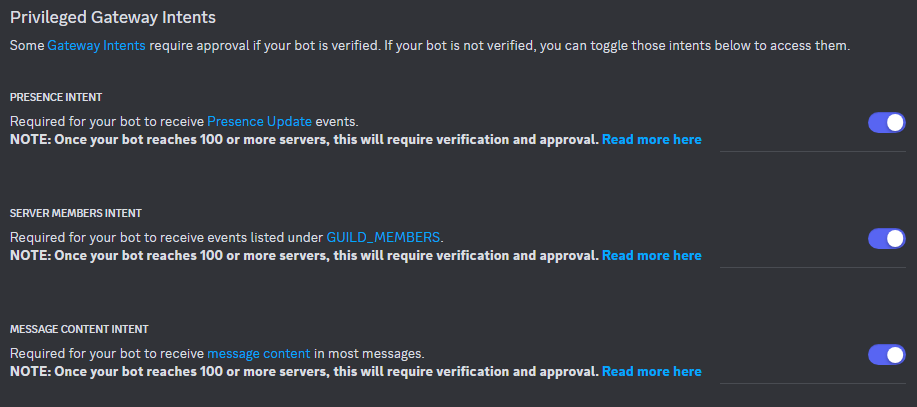 Privileged Gateway Intents
Some Gateway Intents require approval if your bot is verified. If your bot is not verified, you can toggle those intents below to access them.
PRESENCE INTENT
Required for your bot to receive Presence Update events.
NOTE: Once your bot reaches 100 or more servers, this will require verification and approval. Read more here
SERVER MEMBERS INTENT
Required for your bot to receive events listed under GUILD_MEMBERS.
NOTE: Once your bot reaches 100 or more servers, this will require verification and approval. Read more here
MESSAGE CONTENT INTENT
Required for your bot to receive message content in most messages.
NOTE: Once your bot reaches 100 or more servers, this will require verification and approval. Read more here